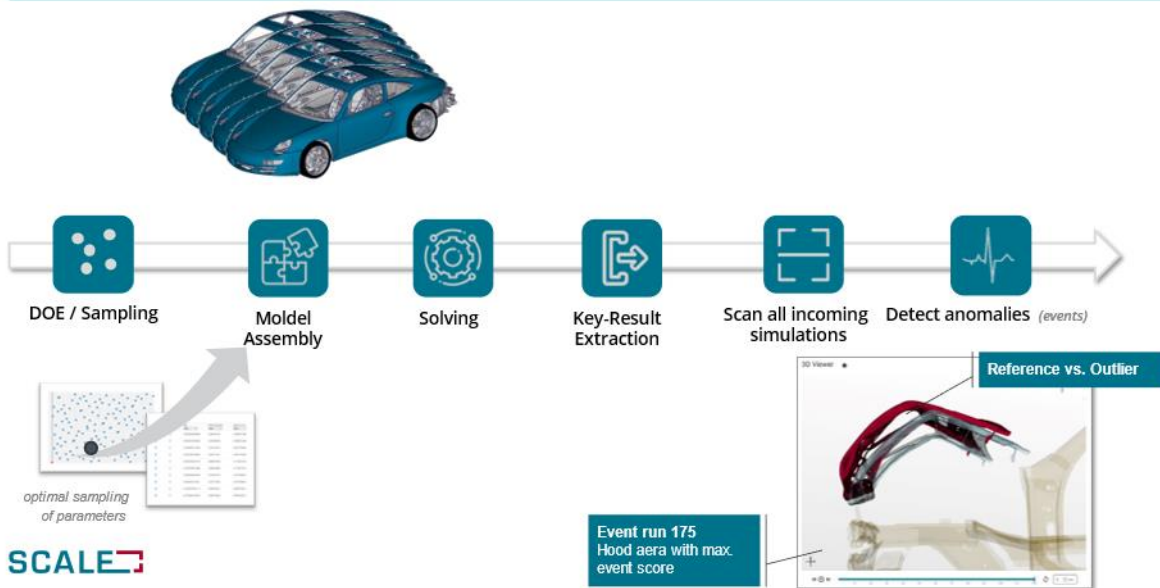 DOE / Sampling
Moldel
Assembly
Solving
Key-Result
Extraction
Scan all incoming
simulations
Detect anomalies (events)
optimal sampling
of parameters
3D Viewer
Reference vs. Outlier
Event run 175
Hood aera with max.
event score
SCALE